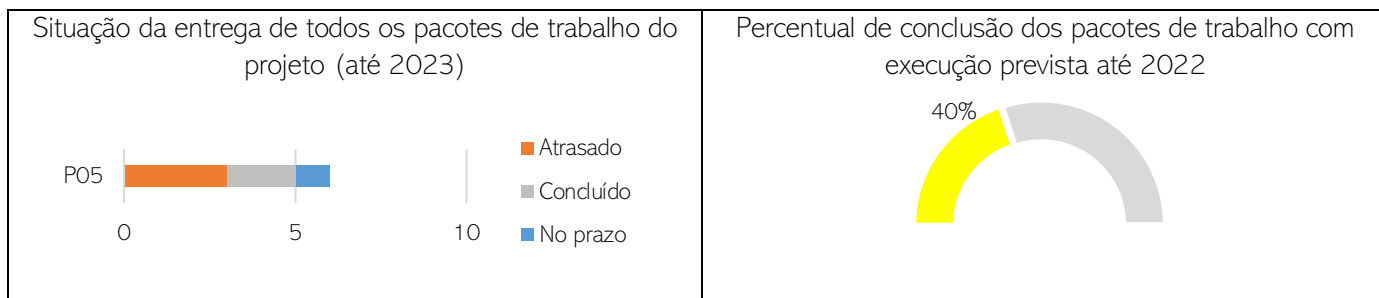 Situação da entrega de todos os pacotes de trabalho do
projeto (até 2023)
P05
0
5
10
Atrasado
Concluído
No prazo
Percentual de conclusão dos pacotes de trabalho com
execução prevista até 2022
40%